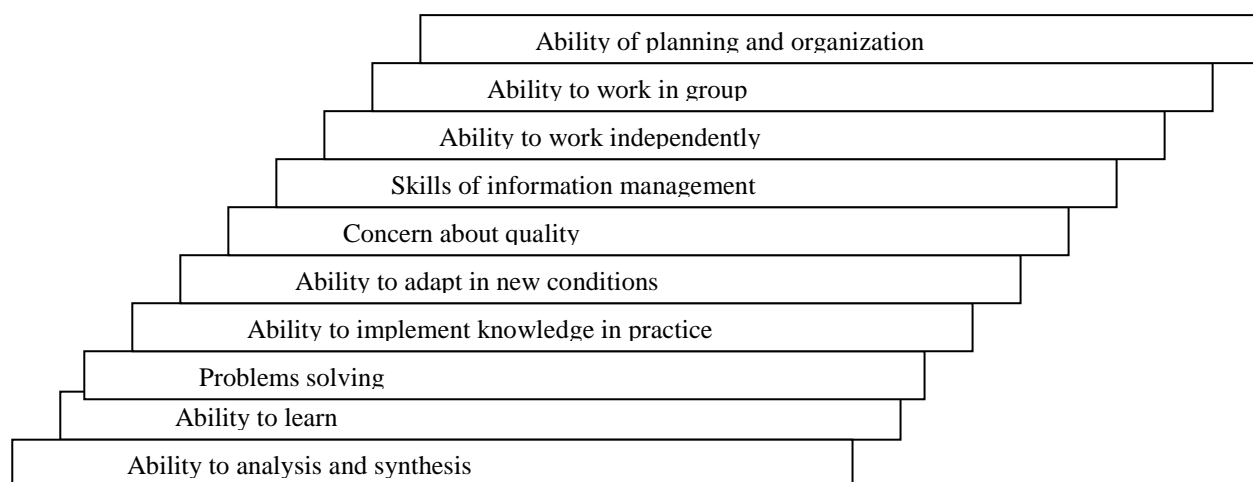 Ability of planning and organization
Ability to work in group
Ability to work independently
Skills of information management
Concern about quality
Ability to adapt in new conditions
Ability to implement knowledge in practice
Problems solving
Ability to learn
Ability to analysis and synthesis